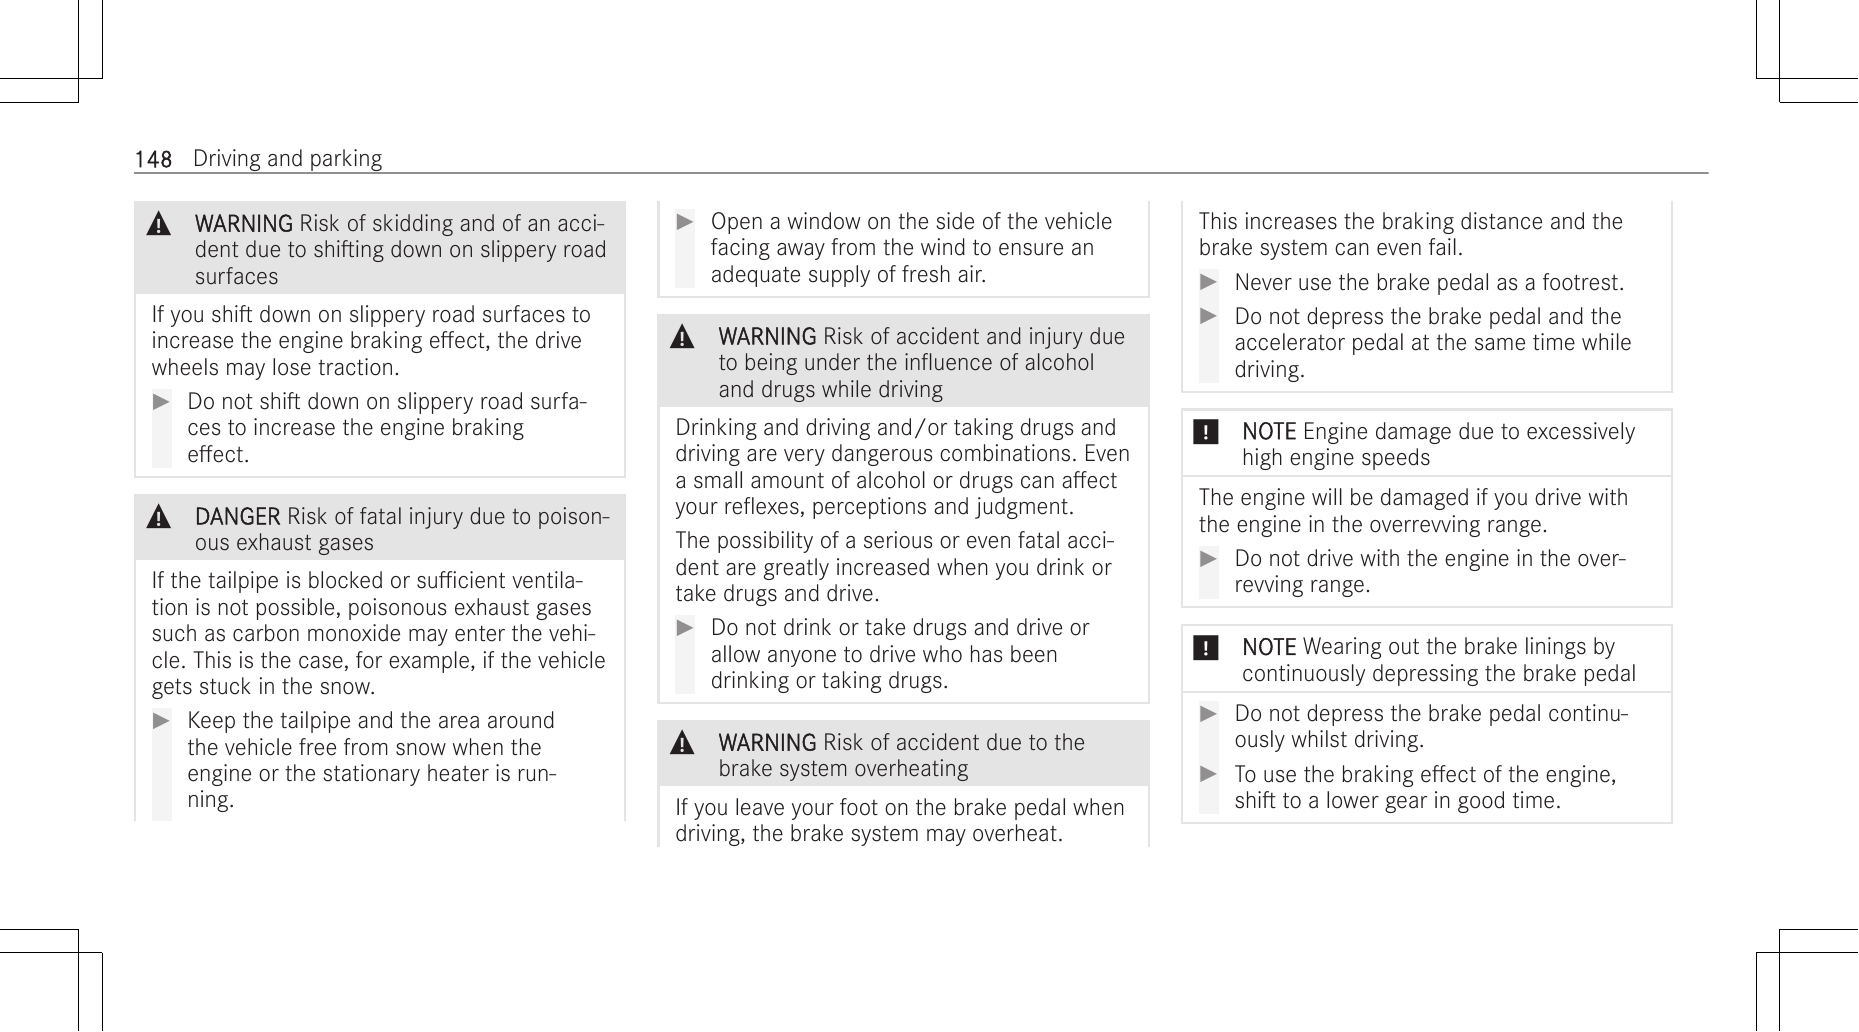 148 Driving and parking
WARNING Risk of skidding and of an acci-
dent due to shifting down on slippery road
surfaces
If you shift down on slippery road surfaces to
increase the engine braking effect, the drive
wheels may lose traction.
▶ Do not shift down on slippery road surfa-
ces to increase the engine braking
effect.
DANGER Risk of fatal injury due to poison-
ous exhaust gases
If the tailpipe is blocked or sufficient ventila-
tion is not possible, poisonous exhaust gases
such as carbon monoxide may enter the vehi-
cle. This is the case, for example, if the vehicle
gets stuck in the snow.
▶ Keep the tailpipe and the area around
the vehicle free from snow when the
engine or the stationary heater is run-
ning.
▶ Open a window on the side of the vehicle
facing away from the wind to ensure an
adequate supply of fresh air.
WARNING Risk of accident and injury due
to being under the influence of alcohol
and drugs while driving
Drinking and driving and/or taking drugs and
driving are very dangerous combinations. Even
a small amount of alcohol or drugs can affect
your reflexes, perceptions and judgment.
The possibility of a serious or even fatal acci-
dent are greatly increased when you drink or
take drugs and drive.
▶ Do not drink or take drugs and drive or
allow anyone to drive who has been
drinking or taking drugs.
WARNING Risk of accident due to the
brake system overheating
If you leave your foot on the brake pedal when
driving, the brake system may overheat.
This increases the braking distance and the
brake system can even fail.
▶ Never use the brake pedal as a footrest.
▶ Do not depress the brake pedal and the
accelerator pedal at the same time while
driving.
NOTE Engine damage due to excessively
high engine speeds
The engine will be damaged if you drive with
the engine in the overrevving range.
▶ Do not drive with the engine in the over-
revving range.
NOTE Wearing out the brake linings by
continuously depressing the brake pedal
▶ Do not depress the brake pedal continu-
ously whilst driving.
▶ To use the braking effect of the engine,
shift to a lower gear in good time.